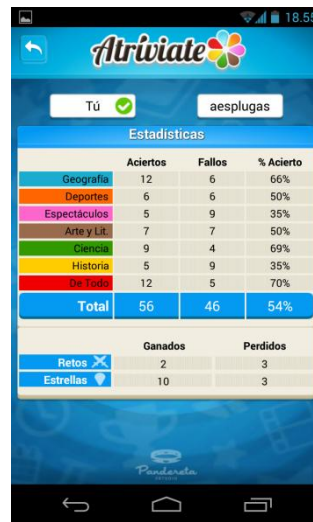 18.55
Atriviate
Tú aesplugas
Estadísticas
Aciertos Fallos % Acierto
Geografía 12 6 66%
Deportes 6 6 50%
Espectáculos 5 9 35%
Arte y Lit. 7 7 50%
Ciencia 9 4 69%
Historia 5 9 35%
De Todo 12 5 70%
Total 56 46 54%
Ganados Perdidos
Retos 2 3
Estrellas 10 3
Pandereta